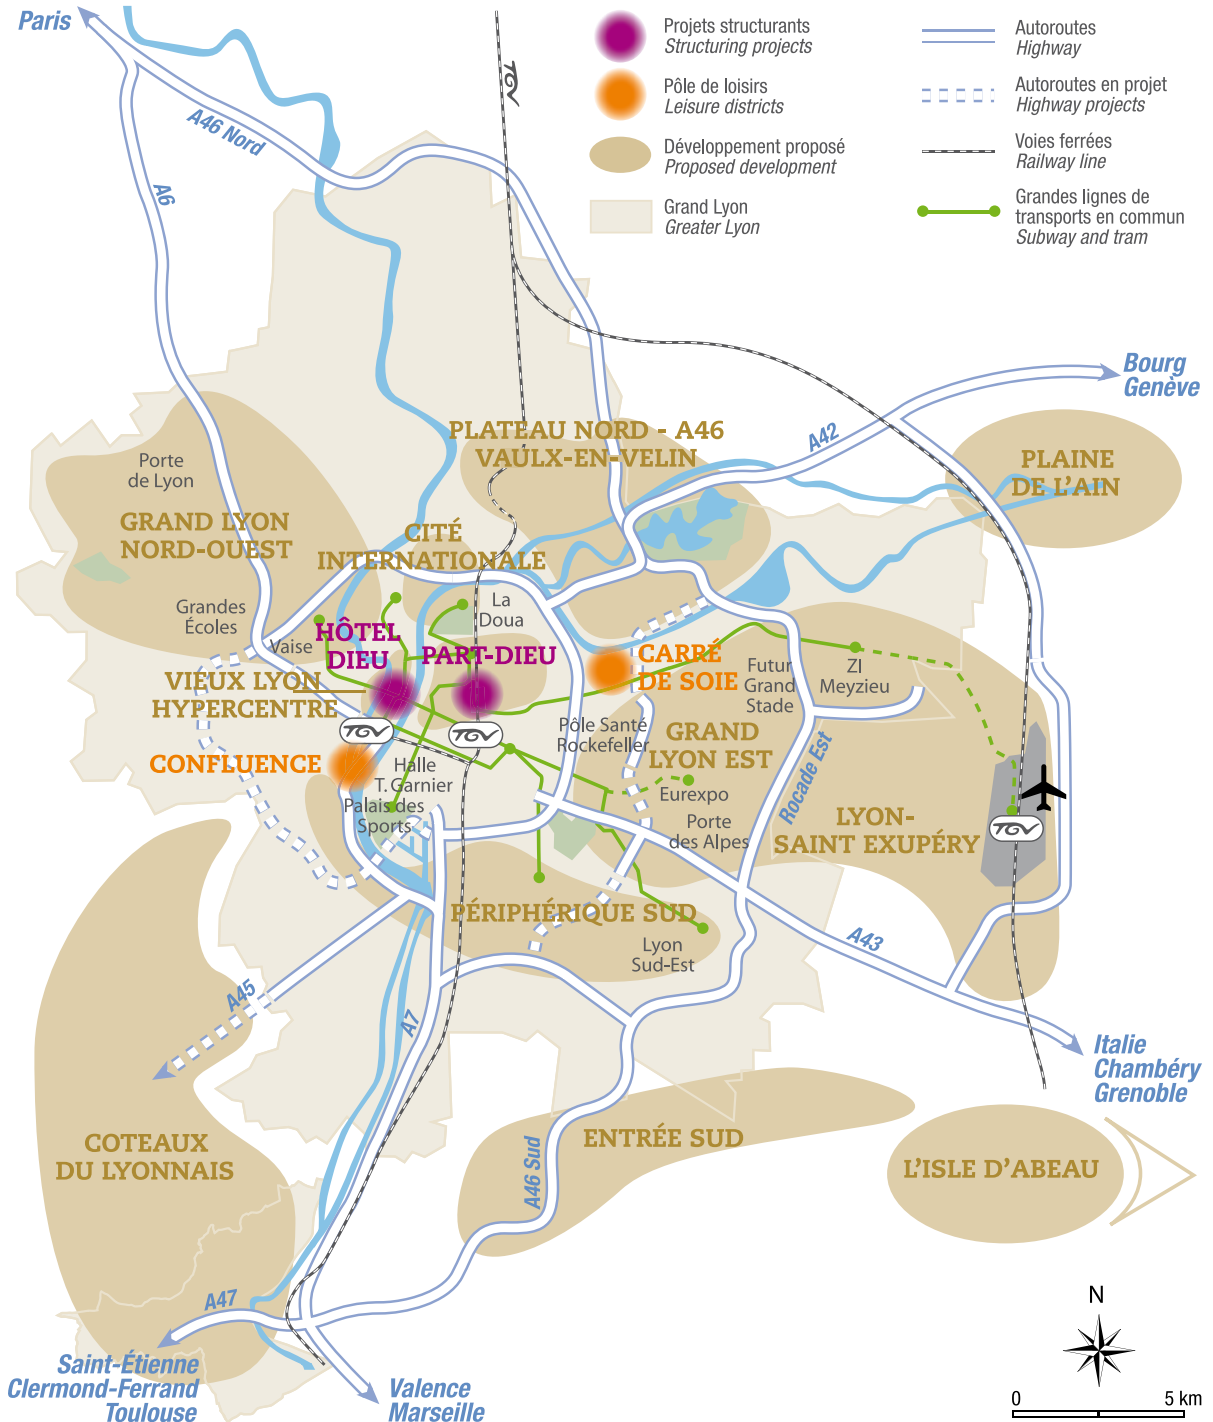 Paris
Projets structurants
Structuring projects
Pôle de loisirs
Leisure districts
Développement proposé
Proposed development
Grand Lyon
Greater Lyon
Autoroutes
Highway
Autoroutes en projet
Highway projects
Voies ferrées
Railway line
Grandes lignes de
transports en commun
Subway and tram
TGV
A46 Nord
A6
Bourg
Genève
A42
PLATEAU NORD - A46
VAULX-EN-VELIN
PLAINE
DE L'AIN
Porte
de Lyon
GRAND LYON
NORD-OUEST
CITÉ
INTERNATIONALE
Grandes
Écoles
La
Doua
Vaise
HÔTEL
DIEU
PART-DIEU
CARRÉ
DE SOIE
Futur
Grand
Stade
ZI
Meyzieu
VIEUX LYON
HYPERCENTRE
TGV
TGV
Pôle Santé
Rockefeller
GRAND
LYON EST
Rocade Est
CONFLUENCE
Halle
T. Garnier
Palais des
Sports
Eurexpo
Porte
des Alpes
LYON-
SAINT EXUPÉRY
TGV
PÉRIPHÉRIQUE SUD
Lyon
Sud-Est
A43
A45
A7
Italie
Chambéry
Grenoble
COTEAUX
DU LYONNAIS
ENTRÉE SUD
A46 Sud
L'ISLE D'ABEAU
A47
Saint-Étienne
Clermond-Ferrand
Toulouse
Valence
Marseille
N
0
5 km